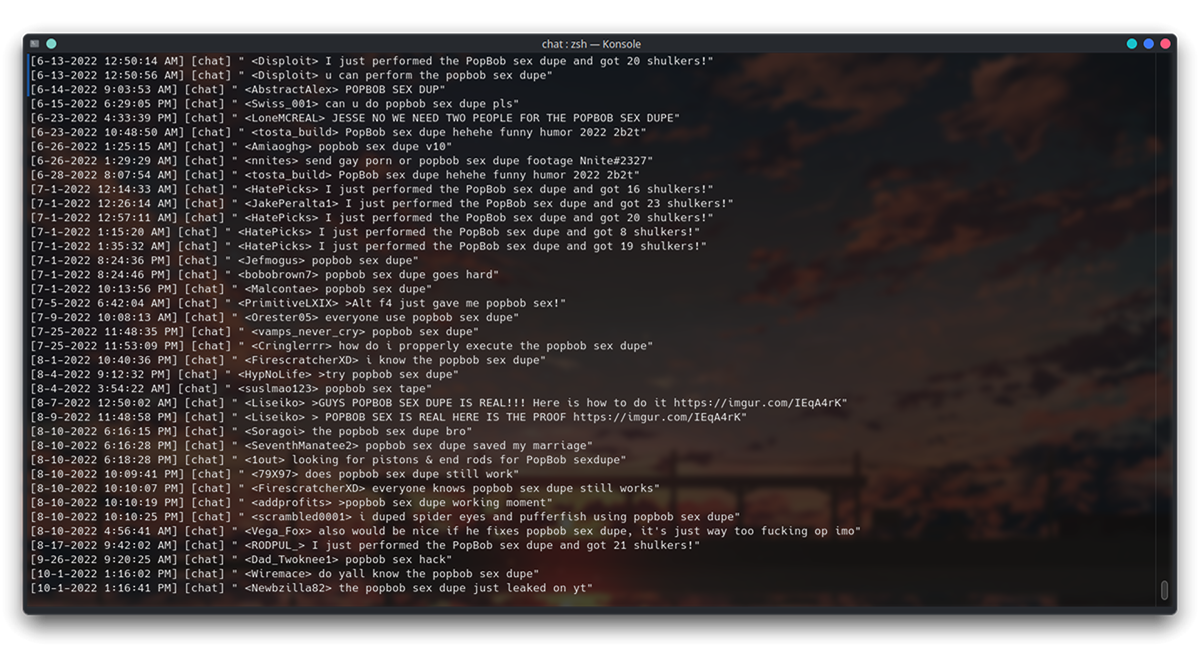 chat : zsh — Konsole
[6-13-2022 12:50:14 AM] [chat] " <Disploit> I just performed the PopBob sex dupe and got 20 shulkers!"
[6-13-2022 12:50:56 AM] [chat] " <Disploit> u can perform the popbob sex dupe"
[6-14-2022 9:03:53 AM] [chat] " <AbstractAlex> POPBOB SEX DUP"
[6-15-2022 6:29:05 PM] [chat] " <Swiss_001> can u do popbob sex dupe pls"
[6-23-2022 4:33:39 PM] [chat] " <LoneMCREAL> JESSE NO WE NEED TWO PEOPLE FOR THE POPBOB SEX DUPE"
[6-23-2022 10:48:50 AM] [chat] " <tosta_build> PopBob sex dupe hehehe funny humor 2022 2b2t"
[6-26-2022 1:25:15 AM] [chat] " <Amiaoghg> popbob sex dupe v10"
[6-26-2022 1:29:29 AM] [chat] " <nnites> send gay porn or popbob sex dupe footage Nnite#2327"
[6-28-2022 8:07:54 AM] [chat] " <tosta_build> PopBob sex dupe hehehe funny humor 2022 2b2t"
[7-1-2022 12:14:33 AM] [chat] " <HatePicks> I just performed the PopBob sex dupe and got 16 shulkers!"
[7-1-2022 12:26:14 AM] [chat] " <JakePeralta1> I just performed the PopBob sex dupe and got 23 shulkers!"
[7-1-2022 12:57:11 AM] [chat] " <HatePicks> I just performed the PopBob sex dupe and got 20 shulkers!"
[7-1-2022 1:15:20 AM] [chat] " <HatePicks> I just performed the PopBob sex dupe and got 8 shulkers!"
[7-1-2022 1:35:32 AM] [chat] " <HatePicks> I just performed the PopBob sex dupe and got 19 shulkers!"
[7-1-2022 8:24:36 PM] [chat] " <Jefmogus> popbob sex dupe"
[7-1-2022 8:24:46 PM] [chat] " <bobobrown7> popbob sex dupe goes hard"
[7-1-2022 10:13:56 PM] [chat] " <Malcontae> popbob sex dupe"
[7-5-2022 6:42:04 AM] [chat] " <PrimitiveLXIX> >Alt f4 just gave me popbob sex!"
[7-9-2022 10:08:13 AM] [chat] " <Orester05> everyone use popbob sex dupe"
[7-25-2022 11:48:35 PM] [chat] " <vamps_never_cry> popbob sex dupe"
[7-25-2022 11:53:09 PM] [chat] " <Cringlerrr> how do i propperly execute the popbob sex dupe"
[8-1-2022 10:40:36 PM] [chat] " <FirescratcherXD> i know the popbob sex dupe"
[8-4-2022 9:12:32 PM] [chat] " <HypNoLife> >try popbob sex dupe"
[8-4-2022 3:54:22 AM] [chat] " <suslmao123> popbob sex tape"
[8-7-2022 12:50:02 AM] [chat] " <Liseiko> >GUYS POPBOB SEX DUPE IS REAL!!! Here is how to do it https://imgur.com/IEqA4rK"
[8-9-2022 11:48:58 PM] [chat] " <Liseiko> > POPBOB SEX IS REAL HERE IS THE PROOF https://imgur.com/IEqA4rK"
[8-10-2022 6:16:15 PM] [chat] " <Soragoi> the popbob sex dupe bro"
[8-10-2022 6:16:28 PM] [chat] " <SeventhManatee2> popbob sex dupe saved my marriage"
[8-10-2022 6:18:28 PM] [chat] " <1out> looking for pistons & end rods for PopBob sexdupe"
[8-10-2022 10:09:41 PM] [chat] " <79X97> does popbob sex dupe still work"
[8-10-2022 10:10:07 PM] [chat] " <FirescratcherXD> everyone knows popbob sex dupe still works"
[8-10-2022 10:10:19 PM] [chat] " <addprofits> >popbob sex dupe working moment"
[8-10-2022 10:10:25 PM] [chat] " <scrambled0001> i duped spider eyes and pufferfish using popbob sex dupe"
[8-10-2022 4:56:41 AM] [chat] " <Vega_Fox> also would be nice if he fixes popbob sex dupe, it's just way too fucking op imo"
[8-17-2022 9:42:02 AM] [chat] " <RODPUL_> I just performed the PopBob sex dupe and got 21 shulkers!"
[9-26-2022 9:20:25 AM] [chat] " <Dad_Twoknee1> popbob sex hack"
[10-1-2022 1:16:02 PM] [chat] " <Wiremace> do yall know the popbob sex dupe"
[10-1-2022 1:16:41 PM] [chat] " <Newbzilla82> the popbob sex dupe just leaked on yt"